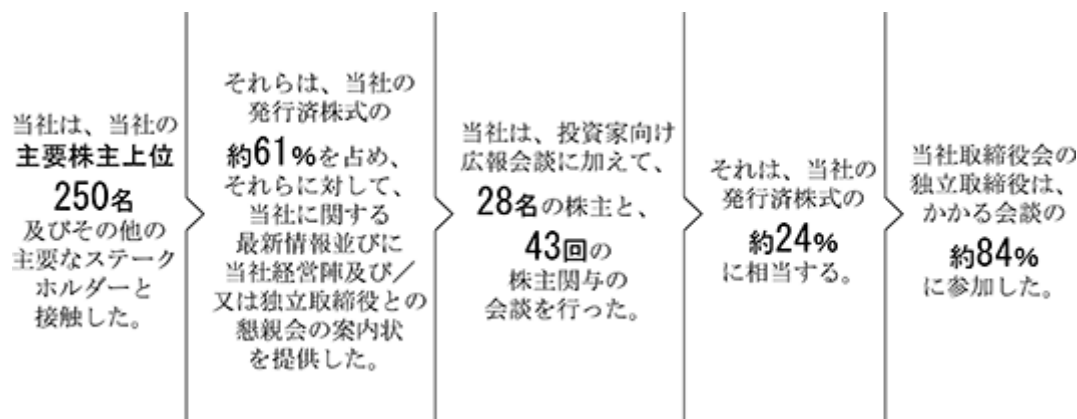 当社は、当社の
主要株主上位
250名
及びその他の
主要なステーク
ホルダーと
接触した。
それらは、当社の
発行済株式の
約61%を占め、
それらに対して、
当社に関する
最新情報並びに
当社経営陣及び／
又は独立取締役との
懇親会の案内状
を提供した。
当社は、投資家向け
広報会談に加えて、
28名の株主と、
43回の
株主関与の
会談を行った。
それは、当社の
発行済株式の
約24%
に相当する。
当社取締役会の
独立取締役は、
かかる会談の
約84%
に参加した。